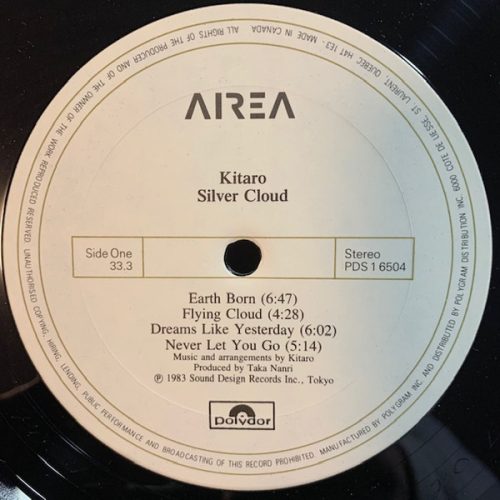 AIREA
Kitaro
Silver Cloud
Side One
33.3
Stereo
PDS 1 6504
Earth Born (6:47)
Flying Cloud (4:28)
Dreams Like Yesterday (6:02)
Never Let You Go (5:14)
Music and arrangements by Kitaro
Produced by Taka Nanri
℗ 1983 Sound Design Records Inc., Tokyo
polydor
MANUFACTURED BY POLYGRAM INC. AND DISTRIBUTED BY POLYGRAM DISTRIBUTION INC. 6000 COTE DE LIESSE, ST. LAURENT, QUEBEC H4T 1E3 - MADE IN CANADA
ALL RIGHTS OF THE PRODUCER AND OF THE OWNER OF THE WORK REPRODUCED RESERVED. UNAUTHORISED COPYING, HIRING, LENDING, PUBLIC PERFORMANCE AND BROADCASTING OF THIS RECORD PROHIBITED.